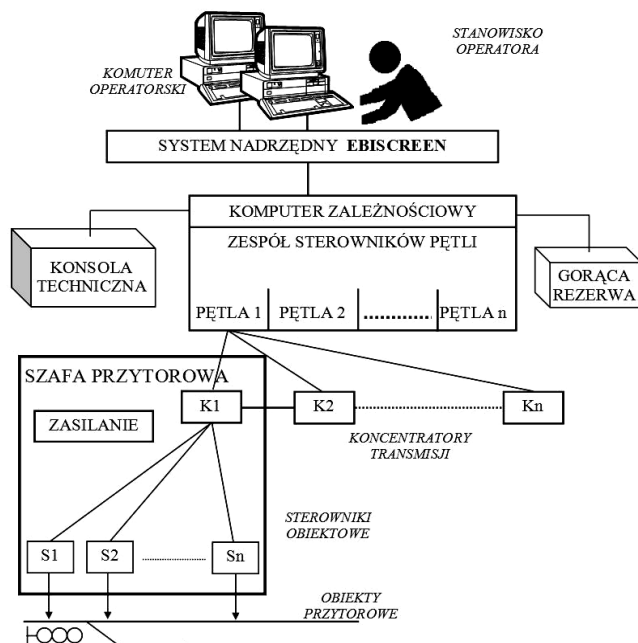 STANOWISKO
OPERATORA
KOMUTER
OPERATORSKI
SYSTEM NADRZĘDNY EBISCREEN
KOMPUTER ZALEŻNOŚCIOWY
ZESPÓŁ STEROWNIKÓW PĘTLI
KONSOLA
TECHNICZNA
GORĄCA
REZERWA
PĘTLA 1
PĘTLA 2
PĘTLA n
SZAFA PRZYTOROWA
K1
K2
Kn
ZASILANIE
KONCENTRATORY
TRANSMISJI
STEROWNIKI
OBIEKTOWE
S1
S2
Sn
OBIEKTY
PRZYTOROWE